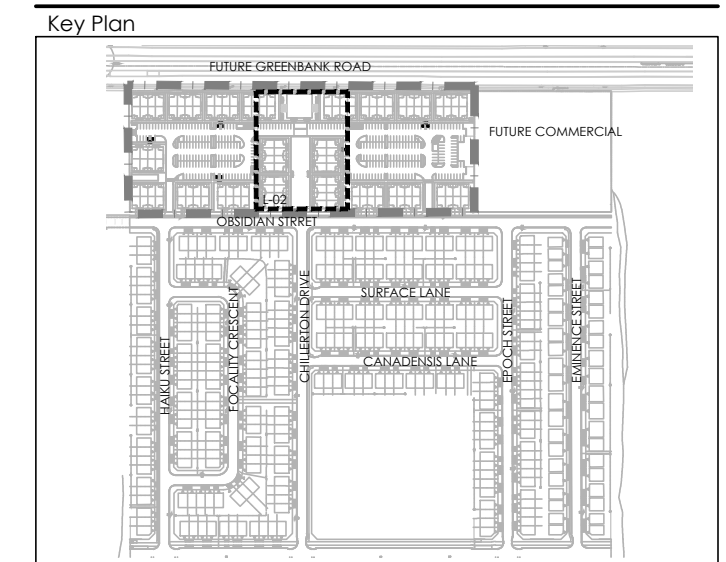 Key Plan
FUTURE GREENBANK ROAD
FUTURE COMMERCIAL
L-02
OBSIDIAN STRRET
HAIKU STREET
FOCALITY CRESCENT
CHILLERTON DRIVE
SURFACE LANE
CANADENSIS LANE
EPOCH STREET
EMINENCE STREET